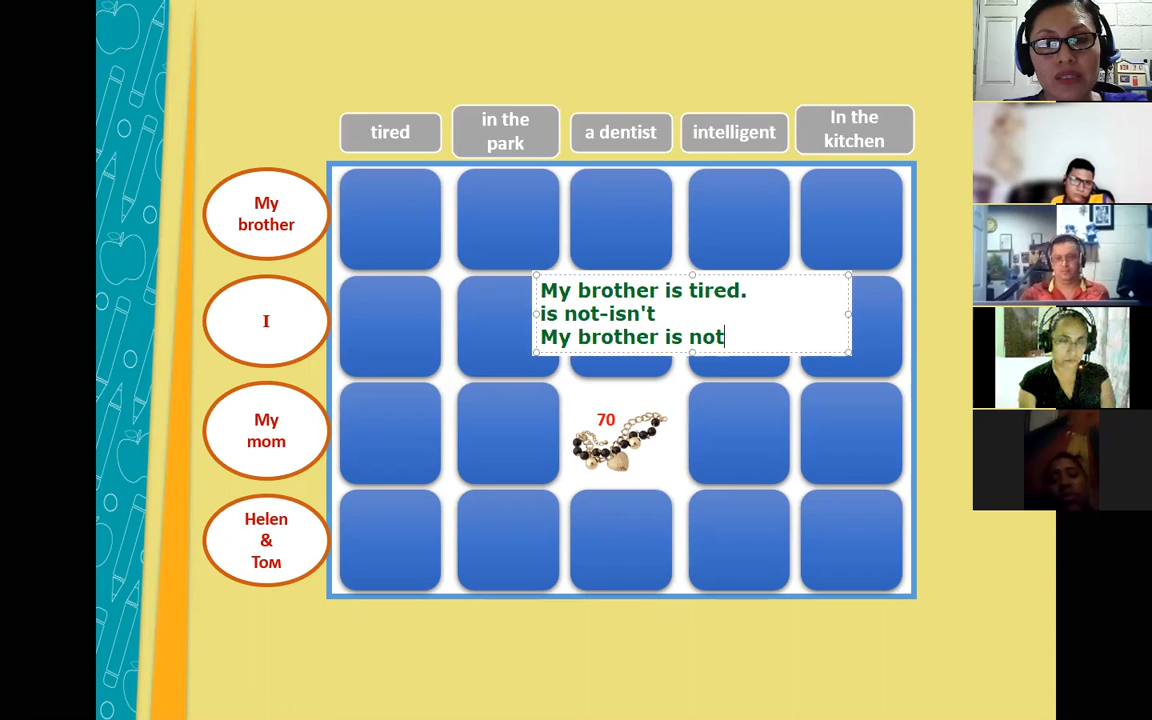 tired
in the
park
a dentist
intelligent
In the
kitchen
My
brother
I
My brother is tired.
is not-isn't
My brother is not
My
mom
70
Helen
&
Tom